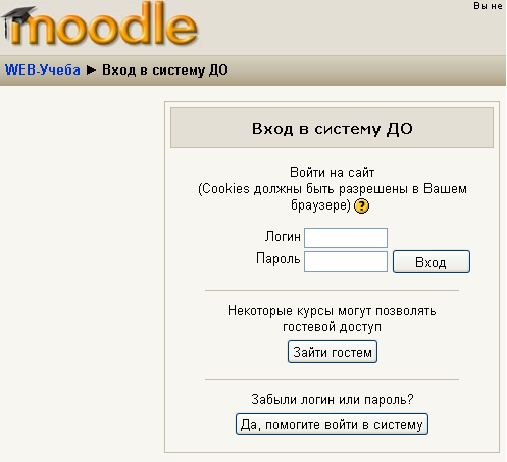 moodle
Вы не
WEB-Учеба ► Вход в систему ДО
Вход в систему ДО
Войти на сайт
(Cookies должны быть разрешены в Вашем
браузере) ?
Логин
Пароль Вход
Некоторые курсы могут позволять
гостевой доступ
Зайти гостем
Забыли логин или пароль?
Да, помогите войти в систему